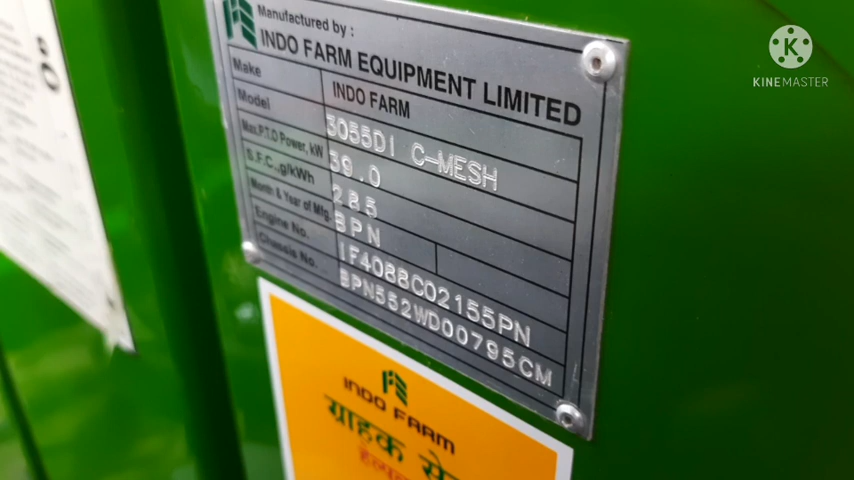 Manufactured by :
INDO FARM EQUIPMENT LIMITED
Make INDO FARM
Model 3055DI C-MESH
Max.P.T.O Power, kW 39.0
S.F.C.,g/kWh 285
Month & Year of Mfg. BPN
Engine No. IF4088C02155PN
Chassis No. BPN552WD00795CM
INDO FARM
ग्राहक
KINEMASTER